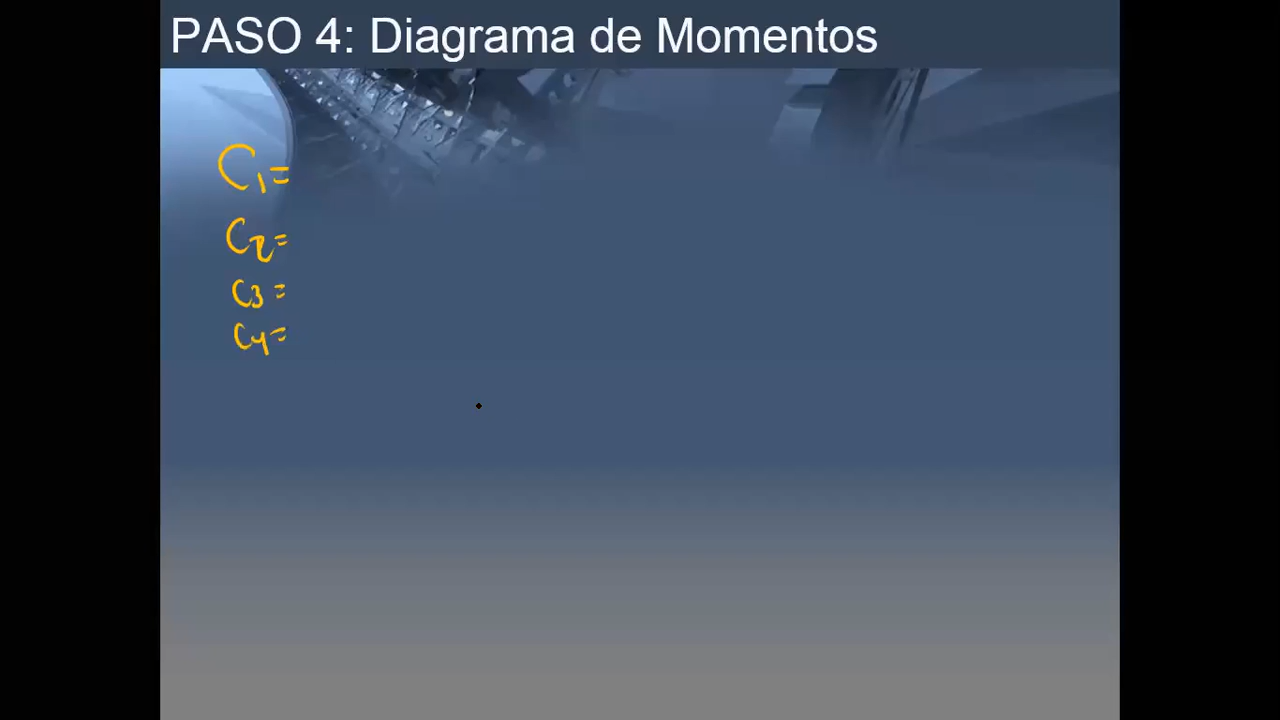 PASO 4: Diagrama de Momentos
C1=
C2=
C3=
C4=